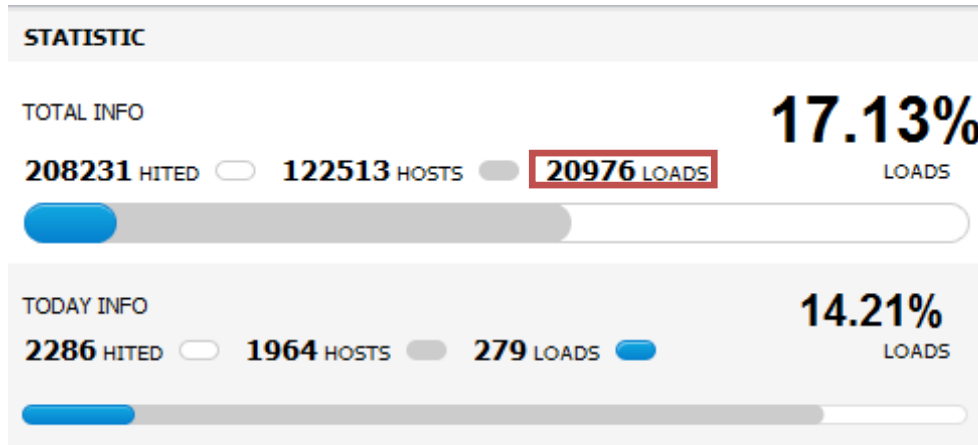 STATISTIC
TOTAL INFO
17.13%
208231 HITED 122513 HOSTS 20976 LOADS
LOADS
TODAY INFO
14.21%
2286 HITED 1964 HOSTS 279 LOADS
LOADS